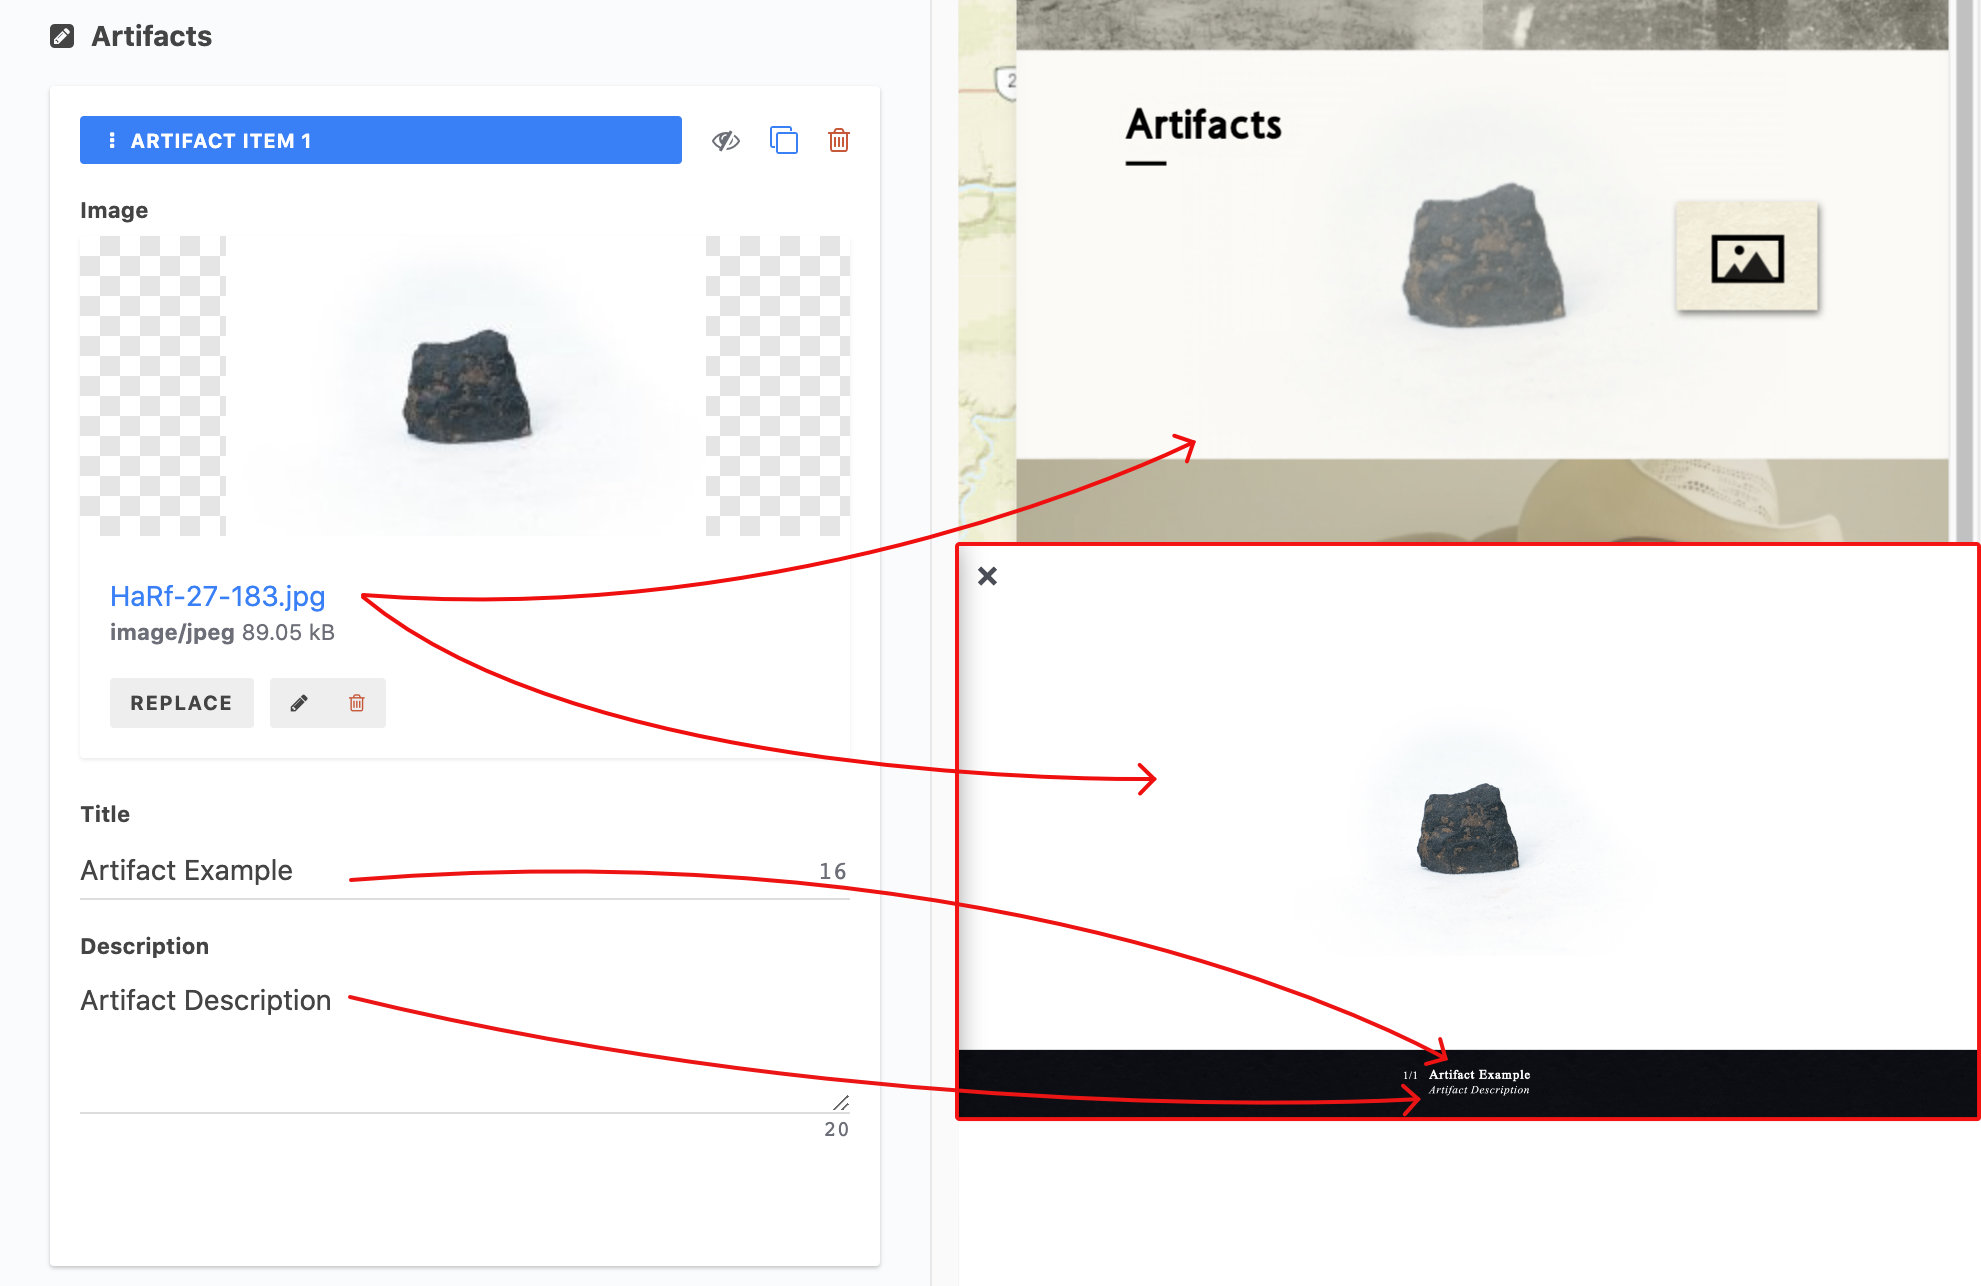 Artifacts
ARTIFACT ITEM 1
Image
HaRf-27-183.jpg
image/jpeg 89.05 kB
REPLACE
Title
Artifact Example 16
Description
Artifact Description
20
2
Artifacts
1/1 Artifact Example
Artifact Description